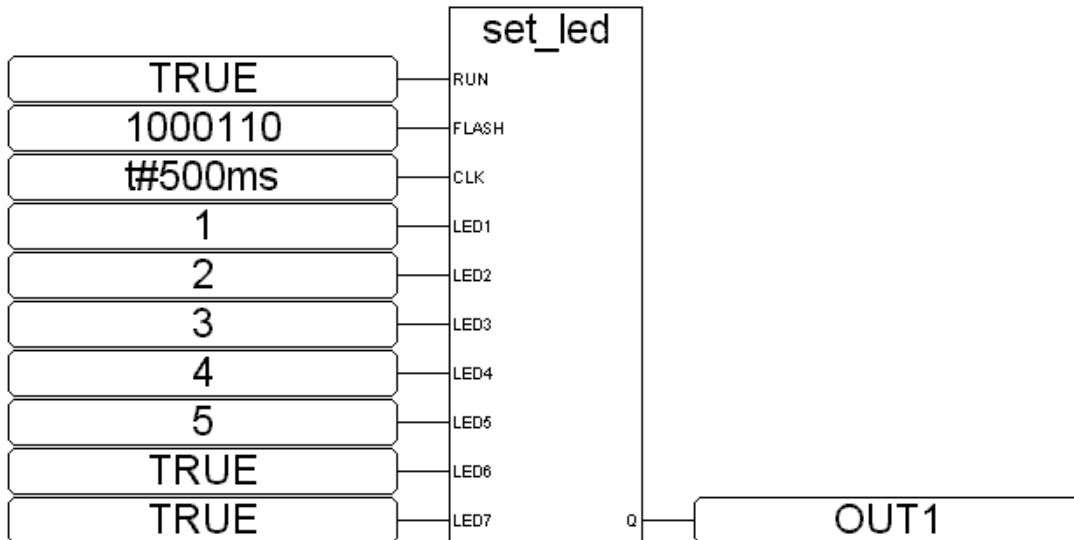 set_led
TRUE RUN
1000110 FLASH
t#500ms CLK
1 LED1
2 LED2
3 LED3
4 LED4
5 LED5
TRUE LED6
TRUE LED7 Q OUT1